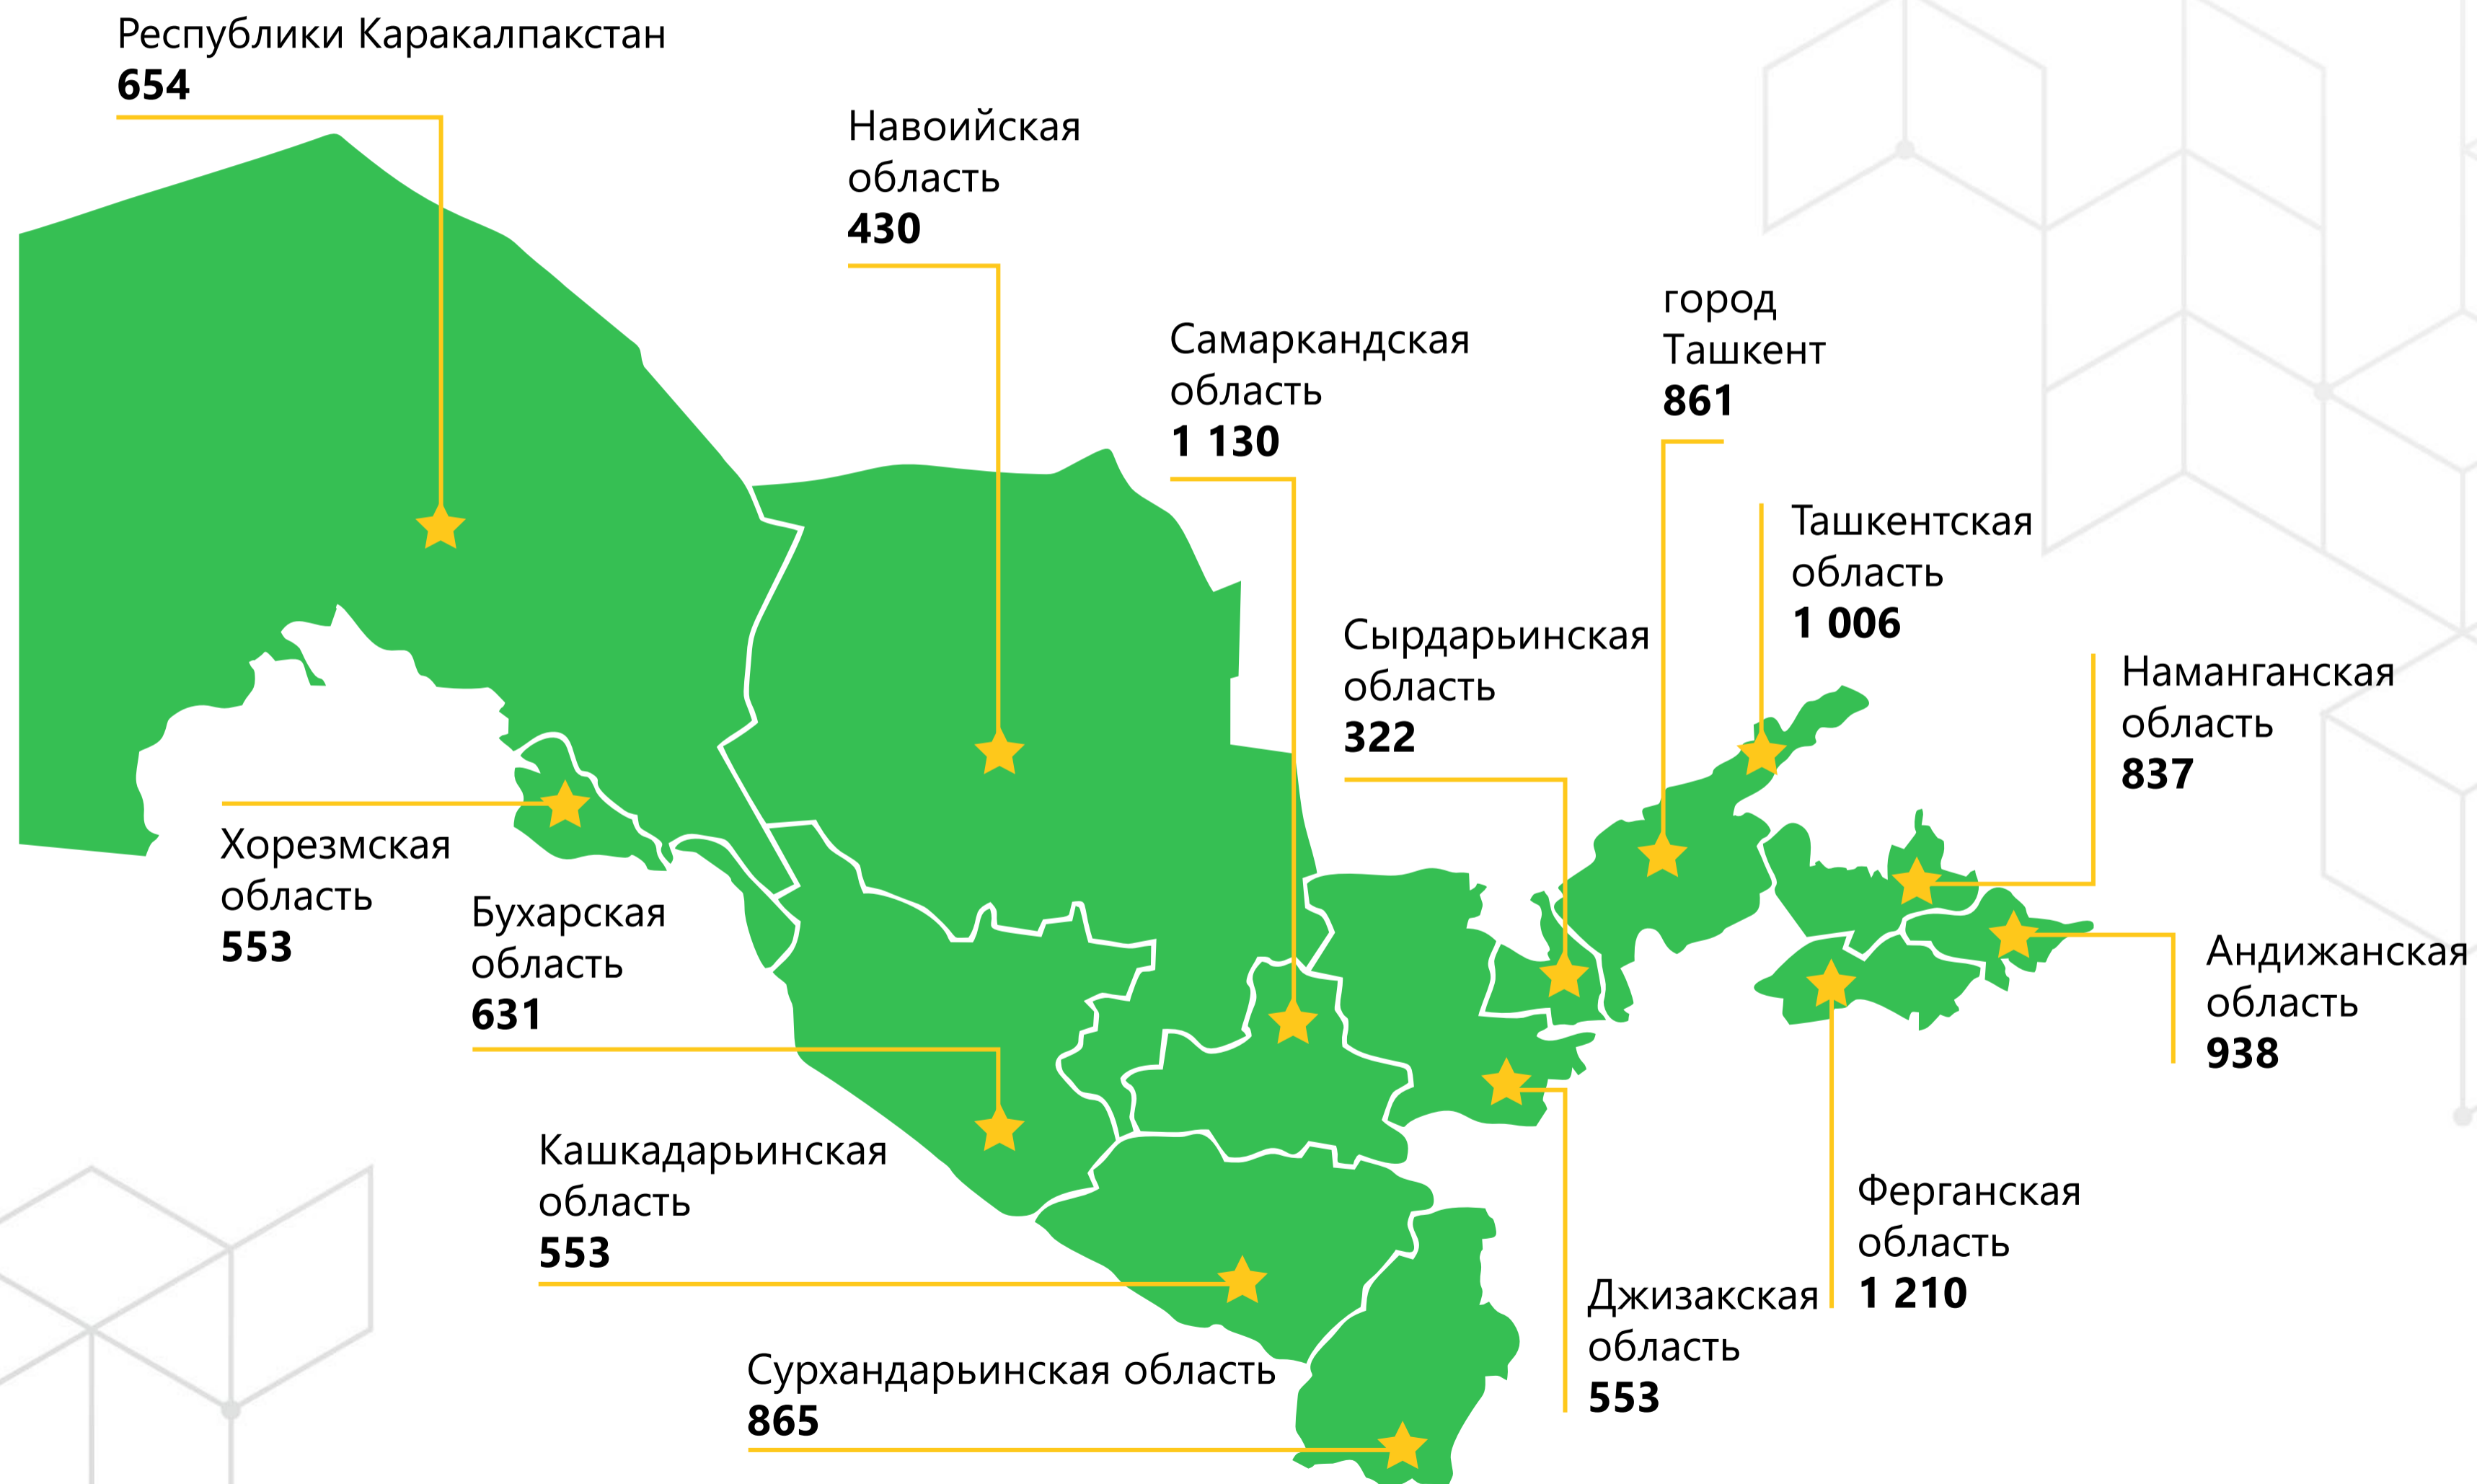 Республики Каракалпакстан
654
Навоийская
область
430
Самаркандская
область
1 130
город
Ташкент
861
Ташкентская
область
1 006
Сырдарьинская
область
322
Наманганская
область
837
Хорезмская
область
553
Бухарская
область
631
Андижанская
область
938
Кашкадарьинская
область
553
Ферганская
область
1 210
Джизакская
область
553
Сурхандарьинская область
865